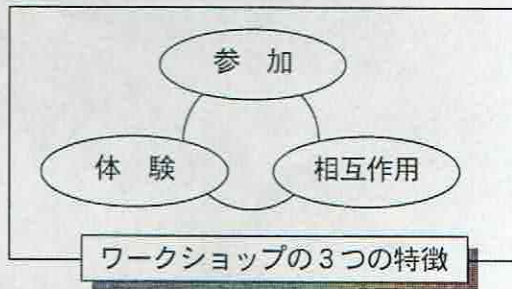 参　加
体　験
相互作用
ワークショップの３つの特徴